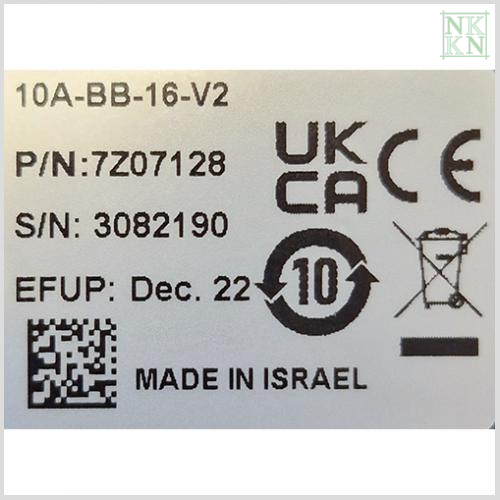 NK
KN
10A-BB-16-V2
P/N:7Z07128
S/N: 3082190
EFUP: Dec. 22
UK
CA
CE
10
MADE IN ISRAEL